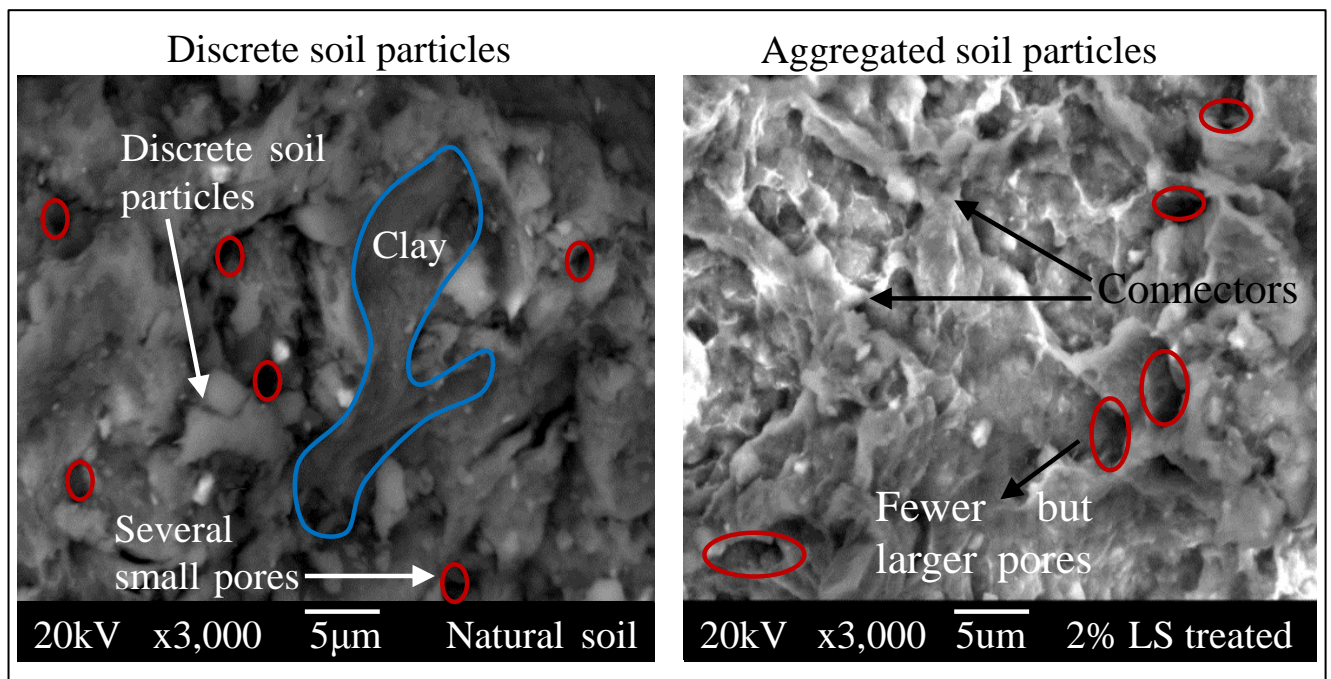 Discrete soil particles
Discrete soil
particles
Clay
Several
small pores
20kV x3,000 5μm Natural soil
Aggregated soil particles
Connectors
Fewer but
larger pores
20kV x3,000 5um 2% LS treated